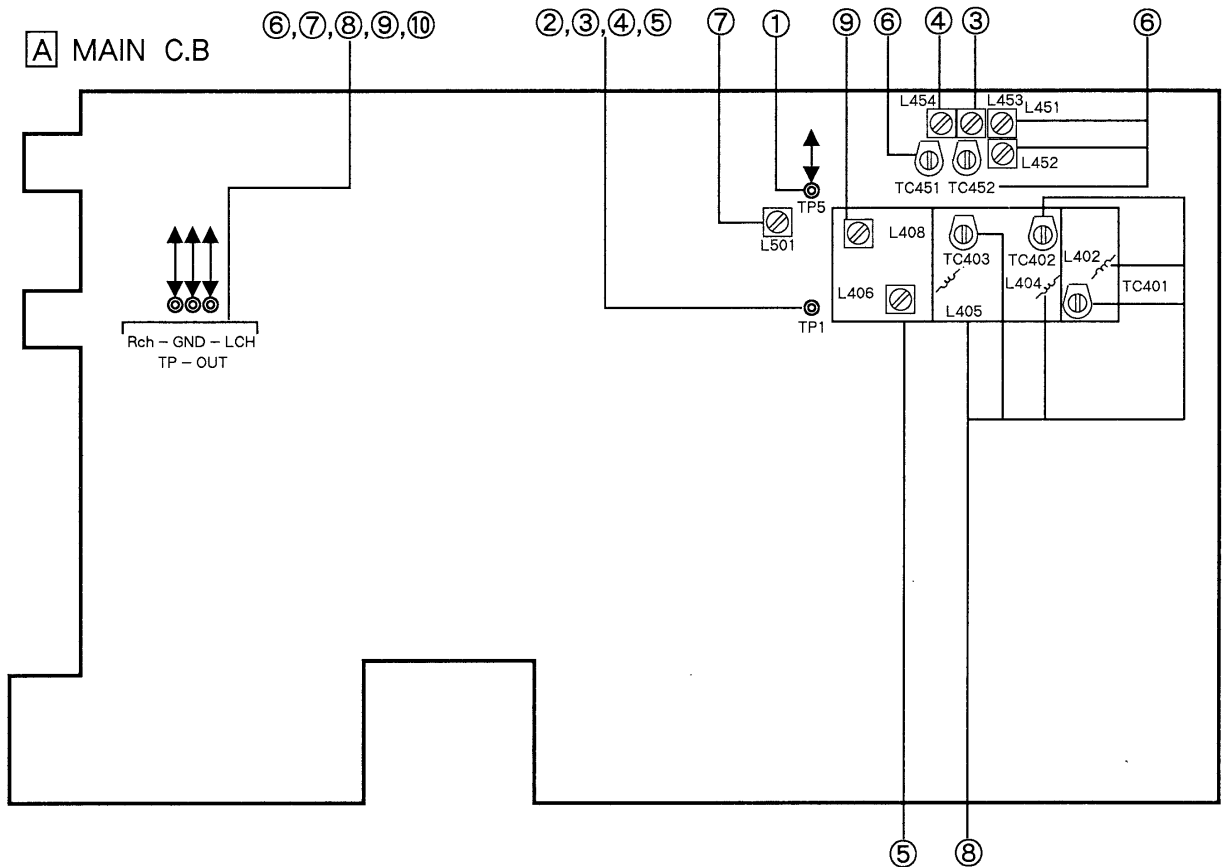 ⑥,⑦,⑧,⑨,⑩ ②,③,④,⑤ ⑦ ① ⑨ ⑥ ④ ③ ⑥
A MAIN C.B
L454 L453 L451
L452
TC451 TC452
TP5
L501
L408 TC403 TC402 L402
L406 L404 TC401
L405
TP1
Rch – GND – LCH
TP – OUT
⑤ ⑧